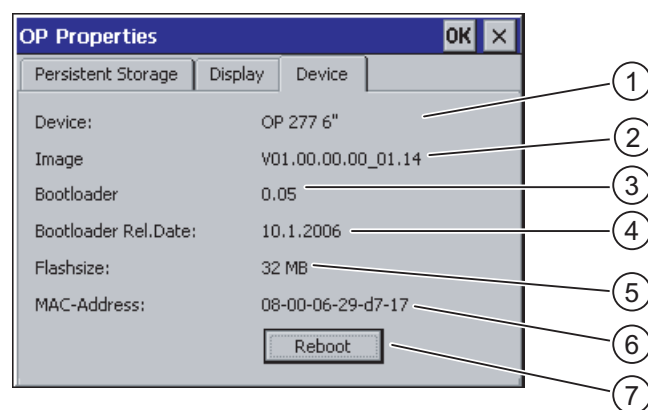 OP Properties OK ×
Persistent Storage Display Device
Device: OP 277 6" 1
Image V01.00.00.00_01.14 2
Bootloader 0.05 3
Bootloader Rel.Date: 10.1.2006 4
Flashsize: 32 MB 5
MAC-Address: 08-00-06-29-d7-17 6
Reboot 7